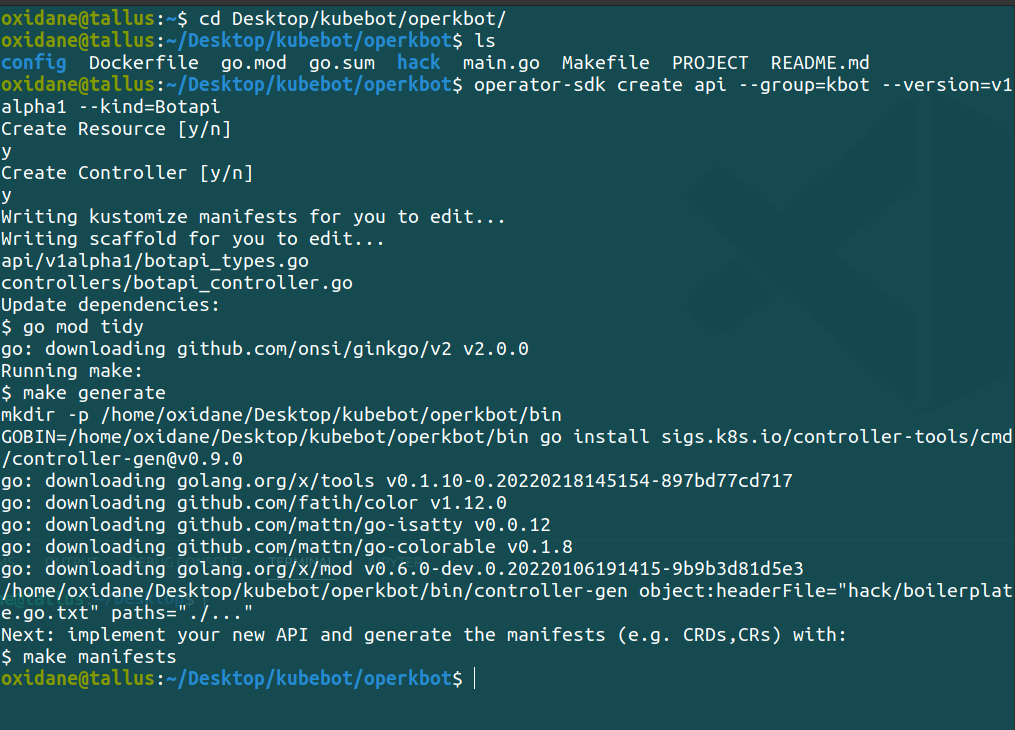 oxidane@tallus:~$ cd Desktop/kubebot/operkbot/
oxidane@tallus:~/Desktop/kubebot/operkbot$ ls
config  Dockerfile  go.mod  go.sum  hack  main.go  Makefile  PROJECT  README.md
oxidane@tallus:~/Desktop/kubebot/operkbot$ operator-sdk create api --group=kbot --version=v1
alpha1 --kind=Botapi
Create Resource [y/n]
y
Create Controller [y/n]
y
Writing kustomize manifests for you to edit...
Writing scaffold for you to edit...
api/v1alpha1/botapi_types.go
controllers/botapi_controller.go
Update dependencies:
$ go mod tidy
go: downloading github.com/onsi/ginkgo/v2 v2.0.0
Running make:
$ make generate
mkdir -p /home/oxidane/Desktop/kubebot/operkbot/bin
GOBIN=/home/oxidane/Desktop/kubebot/operkbot/bin go install sigs.k8s.io/controller-tools/cmd
/controller-gen@v0.9.0
go: downloading golang.org/x/tools v0.1.10-0.20220218145154-897bd77cd717
go: downloading github.com/fatih/color v1.12.0
go: downloading github.com/mattn/go-isatty v0.0.12
go: downloading github.com/mattn/go-colorable v0.1.8
go: downloading golang.org/x/mod v0.6.0-dev.0.20220106191415-9b9b3d81d5e3
/home/oxidane/Desktop/kubebot/operkbot/bin/controller-gen object:headerFile="hack/boilerplat
e.go.txt" paths="./..."
Next: implement your new API and generate the manifests (e.g. CRDs,CRs) with:
$ make manifests
oxidane@tallus:~/Desktop/kubebot/operkbot$